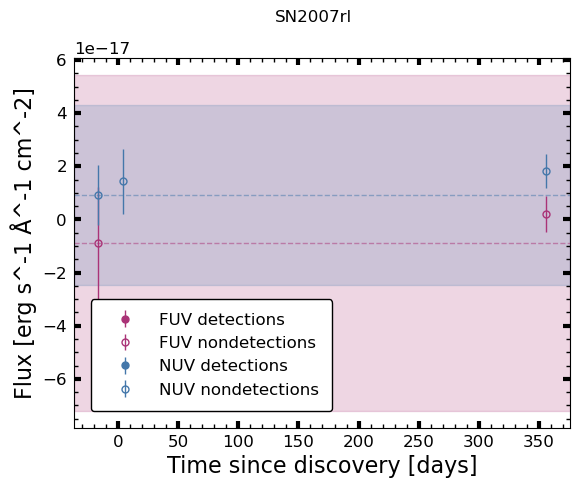 SN2007rl
1e−17
Flux [erg s^-1 Å^-1 cm^-2]
6
4
2
0
−2
−4
−6
FUV detections
FUV nondetections
NUV detections
NUV nondetections
0 50 100 150 200 250 300 350
Time since discovery [days]